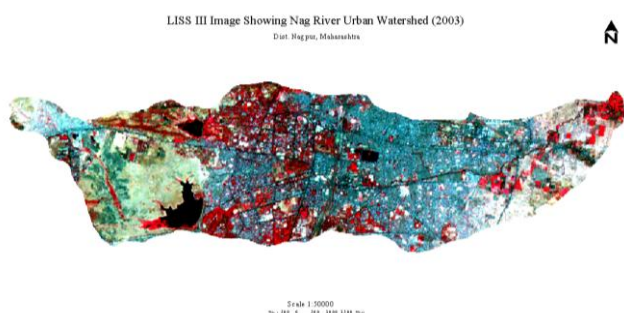 LISS III Image Showing Nag River Urban Watershed (2003)
Dist. Nagpur, Maharashtra
N
Scale 1:50000